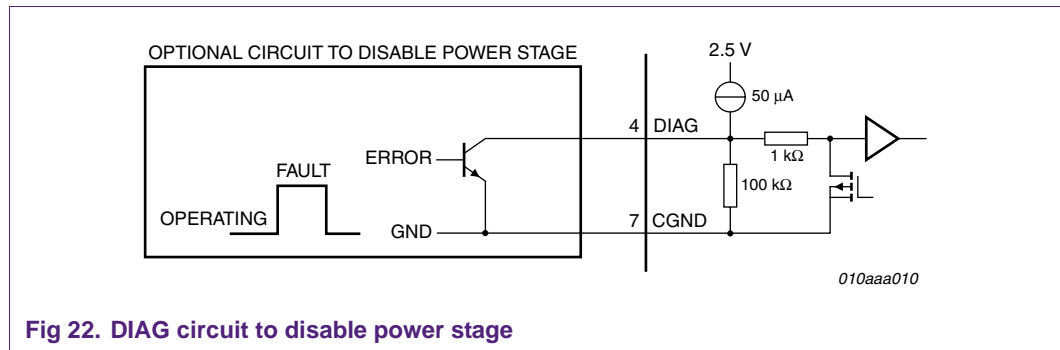 OPTIONAL CIRCUIT TO DISABLE POWER STAGE
2.5 V
50 μA
4 DIAG
ERROR
1 kΩ
FAULT
100 kΩ
OPERATING
GND
7 CGND
010aaa010
Fig 22. DIAG circuit to disable power stage